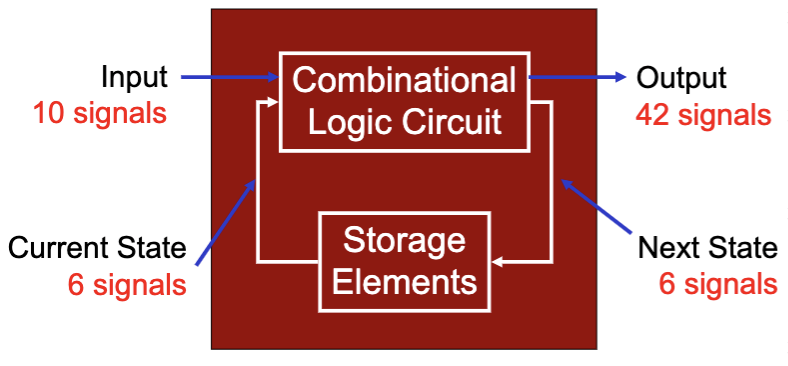 Input
10 signals
Combinational
Logic Circuit
Output
42 signals
Current State
6 signals
Storage
Elements
Next State
6 signals